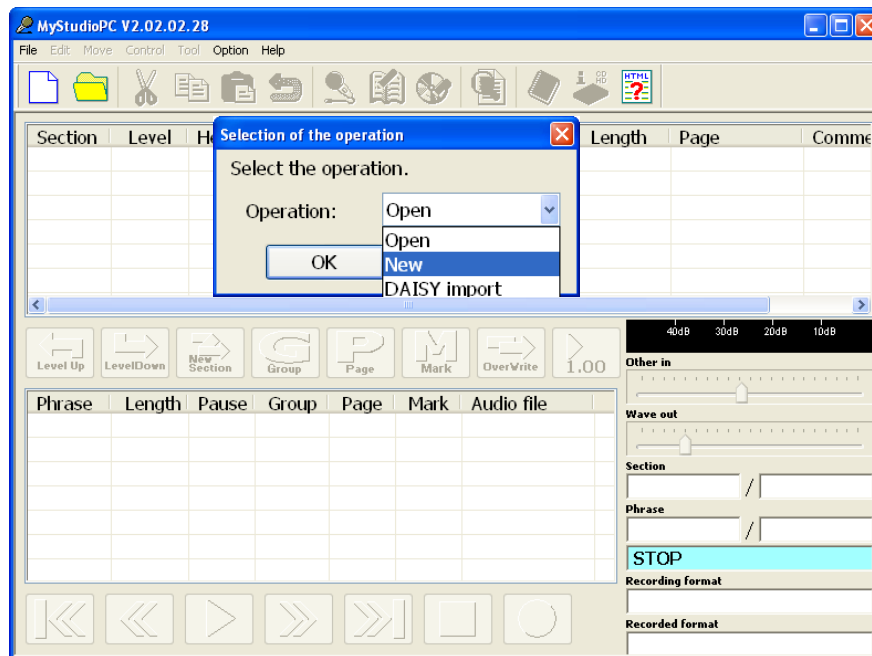 MyStudioPC V2.02.02.28
File Edit Move Control Tool Option Help
HTML
?
Section Level Length Page
Selection of the operation
Select the operation.
Operation: Open
Open
New
DAISY import
OK
40dB 30dB 20dB 10dB
Level Up LevelDown New Section Group Page Mark OverWrite 1.00
Other in
Phrase Length Pause Group Page Mark Audio file
Wave out
Section
/
Phrase
/
STOP
Recording format
Recorded format